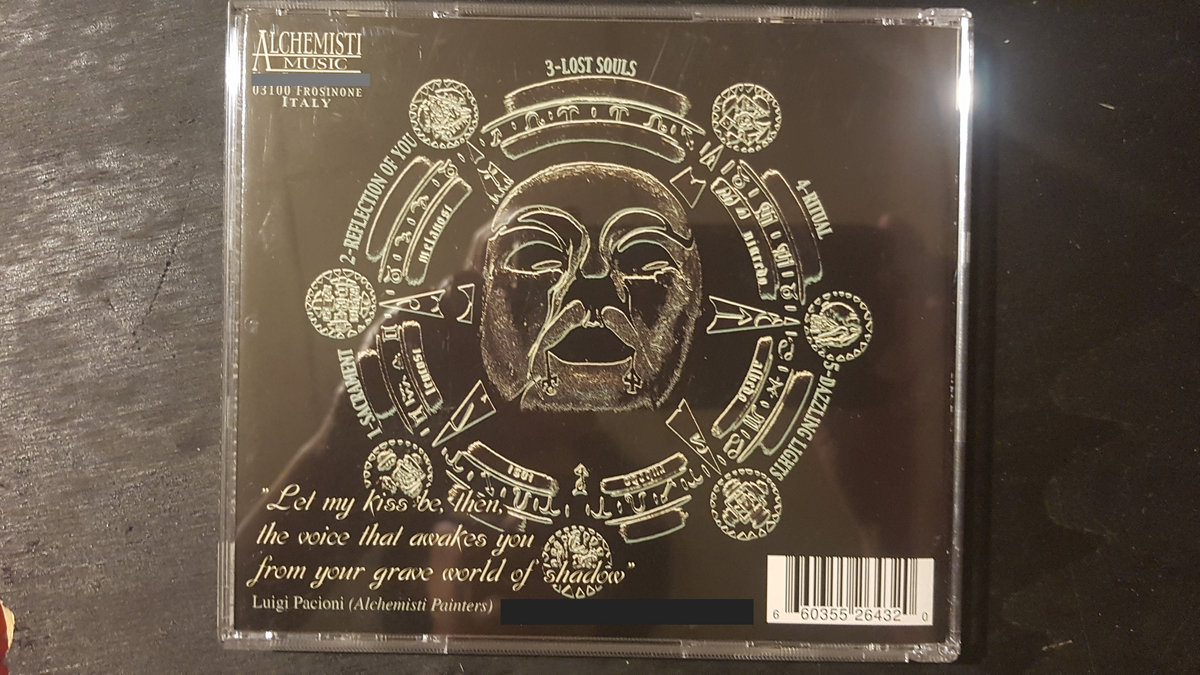 ALCHEMISTI
MUSIC
03100 FROSINONE
ITALY
3-LOST SOULS
2-REFLECTION OF YOU
4-RITUAL
melanosi
1-SACRAMENT
leucosi
5-DAZZLING LIGHTS
"Let my kiss be, then,
the voice that awakes you
from your grave world of shadow"
Luigi Pacioni (Alchemisti Painters)
6 60355 26432 0